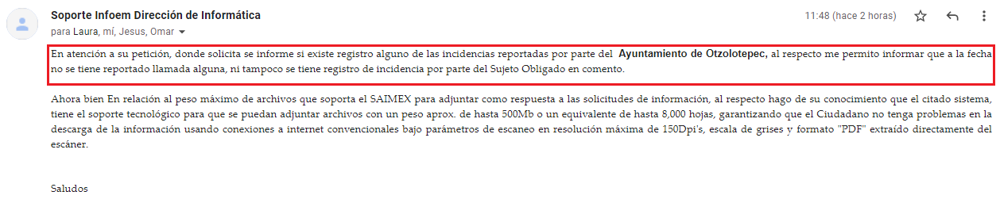 Soporte Infoem Dirección de Informática
11:48 (hace 2 horas)
para Laura, mí, Jesus, Omar
En atención a su petición, donde solicita se informe si existe registro alguno de las incidencias reportadas por parte del Ayuntamiento de Otzolotepec, al respecto me permito informar que a la fecha
no se tiene reportado llamada alguna, ni tampoco se tiene registro de incidencia por parte del Sujeto Obligado en comento.
Ahora bien En relación al peso máximo de archivos que soporta el SAIMEX para adjuntar como respuesta a las solicitudes de información, al respecto hago de su conocimiento que el citado sistema,
tiene el soporte tecnológico para que se puedan adjuntar archivos con un peso aprox. de hasta 500Mb o un equivalente de hasta 8,000 hojas, garantizando que el Ciudadano no tenga problemas en la
descarga de la información usando conexiones a internet convencionales bajo parámetros de escaneo en resolución máxima de 150Dpi's, escala de grises y formato "PDF" extraído directamente del
escáner.
Saludos